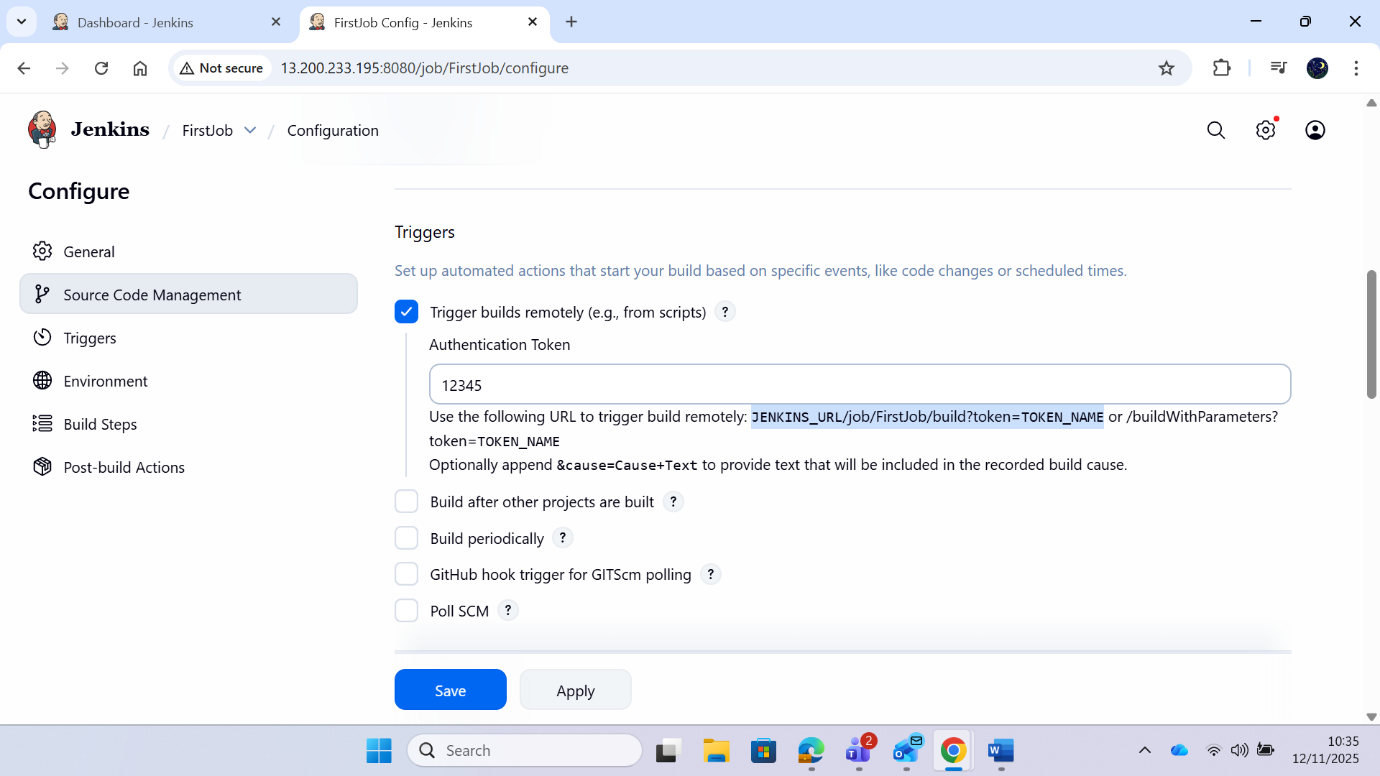 Dashboard - Jenkins
FirstJob Config - Jenkins
Not secure
13.200.233.195:8080/job/FirstJob/configure
Jenkins / FirstJob / Configuration
Configure
General
Source Code Management
Triggers
Environment
Build Steps
Post-build Actions
Triggers
Set up automated actions that start your build based on specific events, like code changes or scheduled times.
Trigger builds remotely (e.g., from scripts) ?
Authentication Token
12345
Use the following URL to trigger build remotely: JENKINS_URL/job/FirstJob/build?token=TOKEN_NAME or /buildWithParameters?
token=TOKEN_NAME
Optionally append &cause=Cause+Text to provide text that will be included in the recorded build cause.
Build after other projects are built ?
Build periodically ?
GitHub hook trigger for GITScm polling ?
Poll SCM ?
Save
Apply
Search
2
10:35
12/11/2025